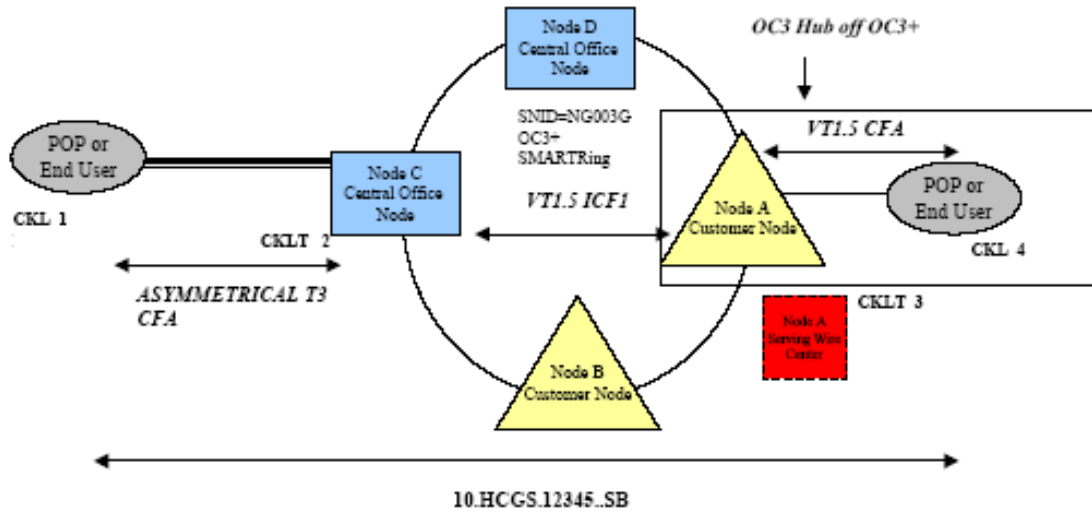 Node D
Central Office
Node
OC3 Hub off OC3+
SNID=NG003G
OC3+
SMARTRing
VT1.5 CFA
POP or
End User
Node C
Central Office
Node
VT1.5 ICF1
Node A
Customer Node
POP or
End User
CKL 1
CKLT 2
CKL 4
ASYMMETRICAL T3
CFA
CKLT 3
Node A
Serving Wire
Center
Node B
Customer Node
10.HCGS.12345..SB